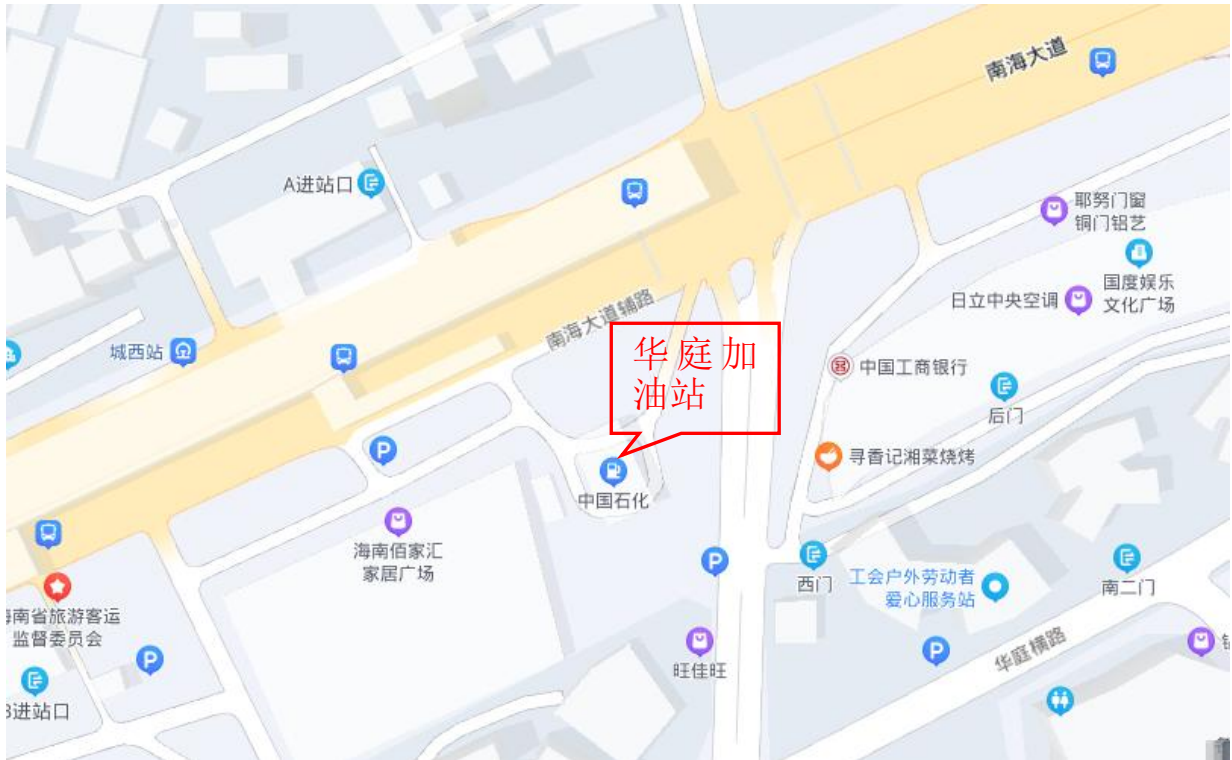 南海大道
A进站口
耶努门窗
铜门铝艺
国度娱乐
文化广场
日立中央空调
南海大道辅路
城西站
华庭加
油站
中国工商银行
后门
P
寻香记湘菜烧烤
中国石化
海南佰家汇
家居广场
P
西门
工会户外劳动者
爱心服务站
南二门
南省旅游客运
监督委员会
P
旺佳旺
P
华庭横路
进站口